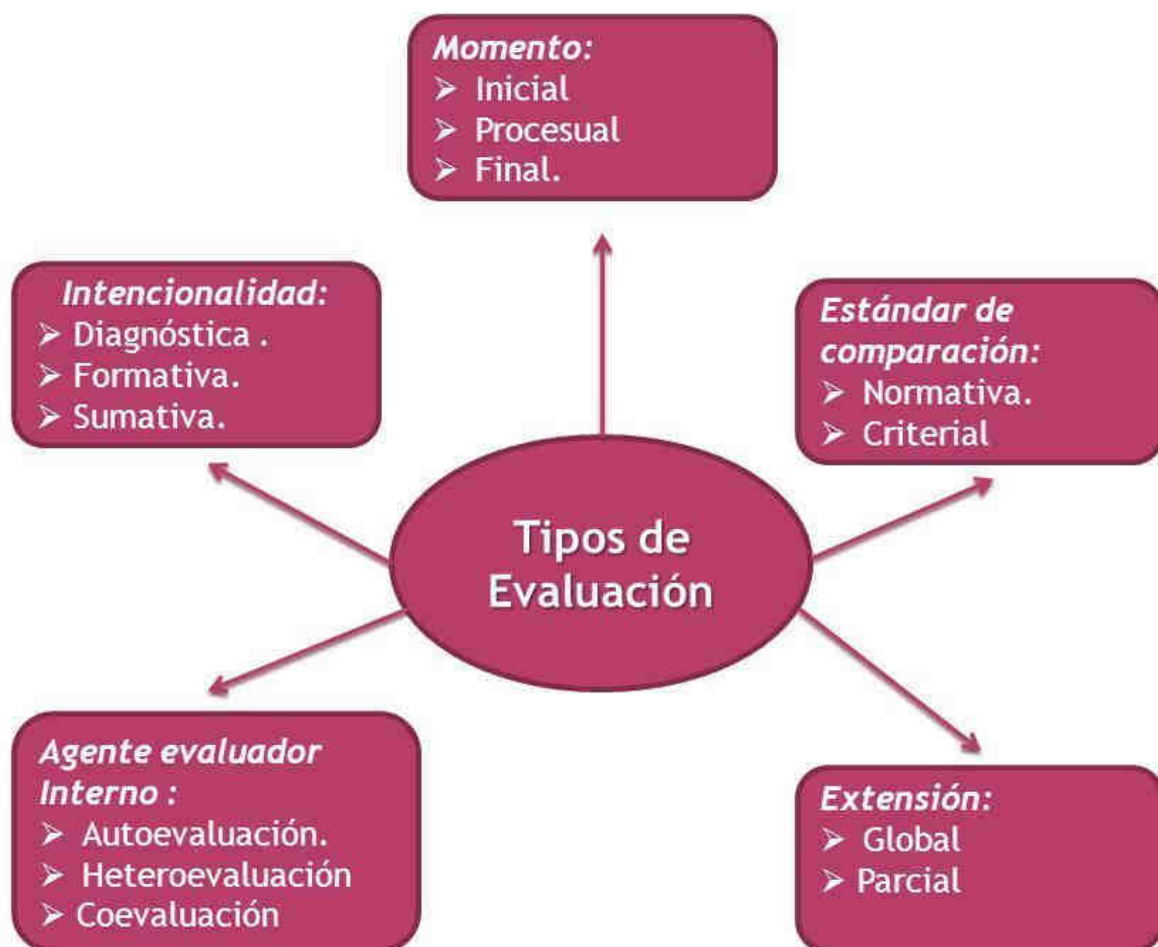 Momento:
➢ Inicial
➢ Procesual
➢ Final.
Intencionalidad:
➢ Diagnóstica .
➢ Formativa.
➢ Sumativa.
Estándar de
comparación:
➢ Normativa.
➢ Criterial
Tipos de
Evaluación
Agente evaluador
Interno :
➢ Autoevaluación.
➢ Heteroevaluación
➢ Coevaluación
Extensión:
➢ Global
➢ Parcial